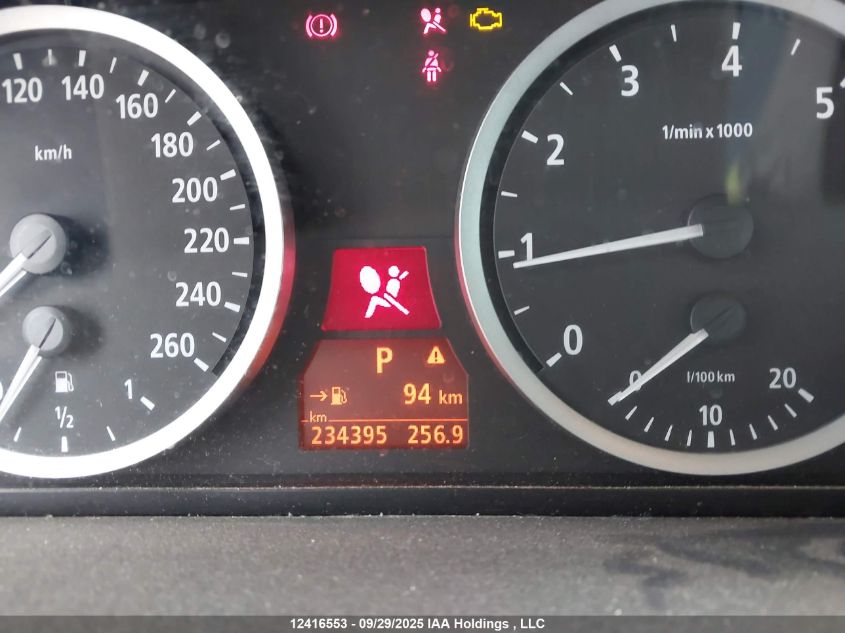 120 140 160 180 200 220 240 260
km/h
1/2 1
P
94 km
km
234395 256.9
0 1 2 3 4 5
1/min x 1000
0 10 20
l/100 km
12416553 - 09/29/2025 IAA Holdings , LLC